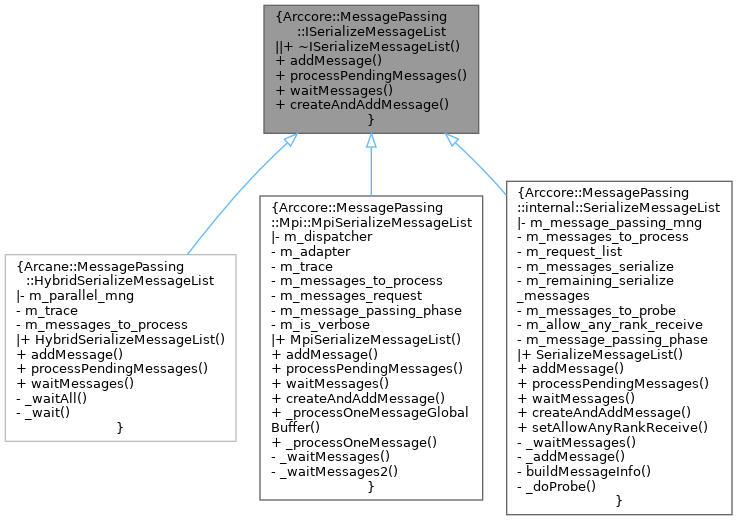 {Arccore::MessagePassing
::ISerializeMessageList
||+ ~ISerializeMessageList()
+ addMessage()
+ processPendingMessages()
+ waitMessages()
+ createAndAddMessage()
}
{Arcane::MessagePassing
::HybridSerializeMessageList
|- m_parallel_mng
- m_trace
- m_messages_to_process
|+ HybridSerializeMessageList()
+ addMessage()
+ processPendingMessages()
+ waitMessages()
- _waitAll()
- _wait()
}
{Arccore::MessagePassing
::Mpi::MpiSerializeMessageList
|- m_dispatcher
- m_adapter
- m_trace
- m_messages_to_process
- m_messages_request
- m_message_passing_phase
- m_is_verbose
|+ MpiSerializeMessageList()
+ addMessage()
+ processPendingMessages()
+ waitMessages()
+ createAndAddMessage()
+ _processOneMessageGlobal
Buffer()
+ _processOneMessage()
- _waitMessages()
- _waitMessages2()
}
{Arccore::MessagePassing
::internal::SerializeMessageList
|- m_message_passing_mng
- m_messages_to_process
- m_request_list
- m_messages_serialize
- m_remaining_serialize
_messages
- m_messages_to_probe
- m_allow_any_rank_receive
- m_message_passing_phase
|+ SerializeMessageList()
+ addMessage()
+ processPendingMessages()
+ waitMessages()
+ createAndAddMessage()
+ setAllowAnyRankReceive()
- _waitMessages()
- _addMessage()
- buildMessageInfo()
- _doProbe()
}